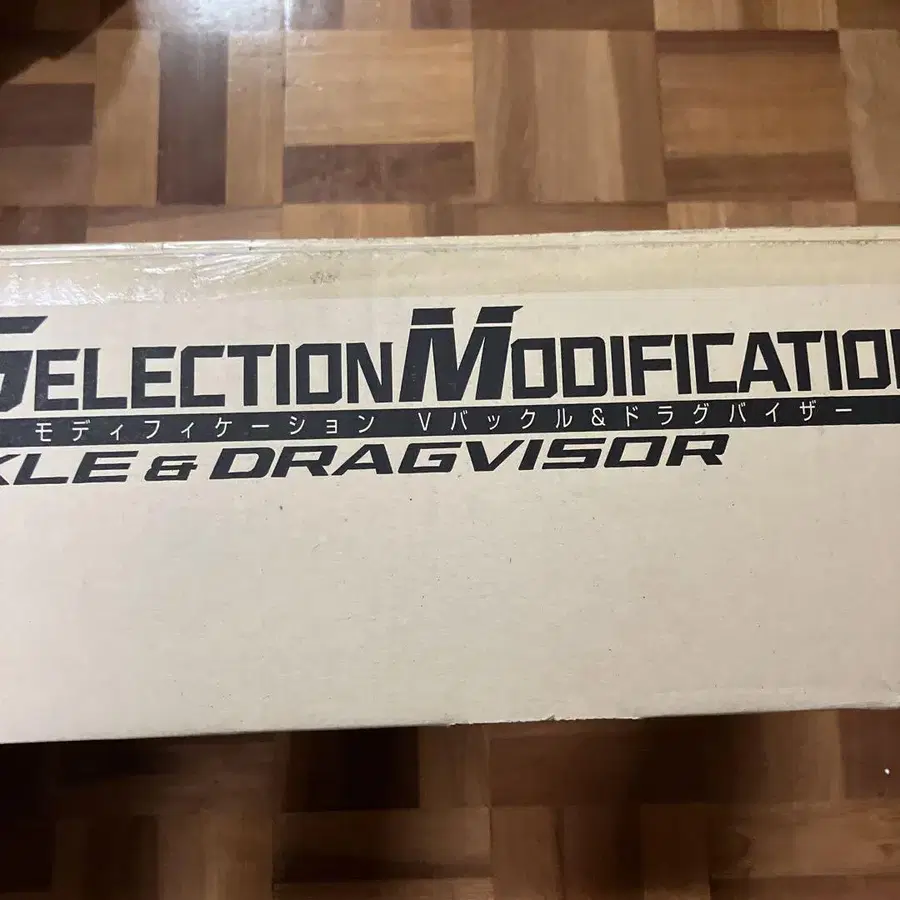 SELECTION MODIFICATION
モディフィケーション Vバックル&ドラグバイザー
KLE & DRAGVISOR